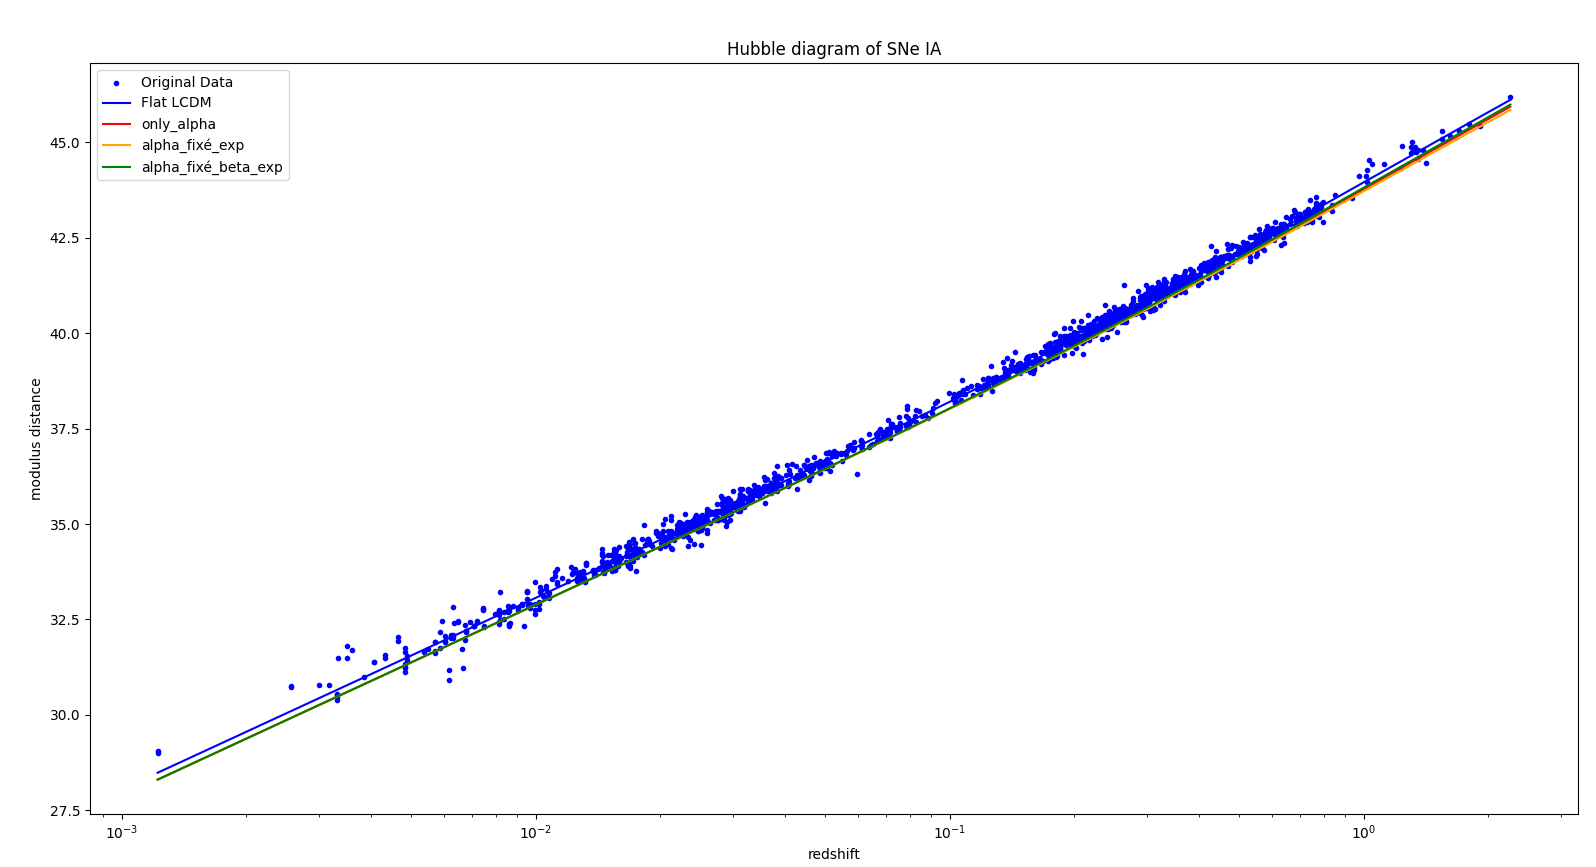 Hubble diagram of SNe IA
Original Data
Flat LCDM
only_alpha
alpha_fixé_exp
alpha_fixé_beta_exp
45.0
42.5
40.0
37.5
35.0
32.5
30.0
27.5
modulus distance
10⁻³ 10⁻² 10⁻¹ 10⁰
redshift